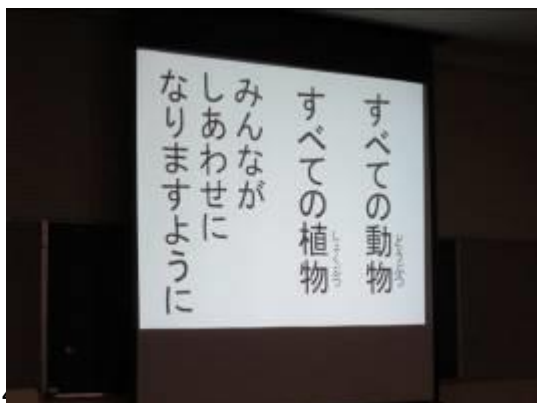 すべての動物
すべての植物
みんなが
しあわせに
なりますように